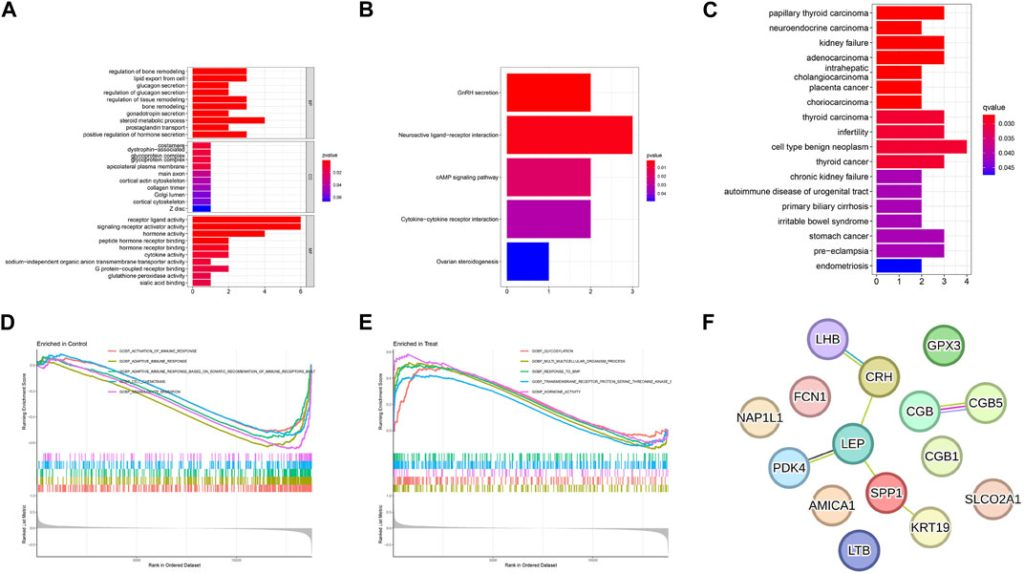 A
regulation of bone remodeling
lipid export from cell
glucagon secretion
regulation of glucagon secretion
regulation of tissue remodeling
bone remodeling
gonadotropin secretion
steroid metabolic process
prostaglandin transport
positive regulation of hormone secretion
BP
costamere
dystrophin-associated
glycoprotein complex
glycoprotein complex
apicolateral plasma membrane
main axon
cortical actin cytoskeleton
collagen trimer
Golgi lumen
cortical cytoskeleton
Z disc
CC
receptor ligand activity
signaling receptor activator activity
hormone activity
peptide hormone receptor binding
hormone receptor binding
cytokine activity
sodium-independent organic anion transmembrane transporter activity
G protein-coupled receptor binding
glutathione peroxidase activity
sialic acid binding
MF
0 2 4 6
pvalue
0.02
0.04
0.06
B
GnRH secretion
Neuroactive ligand-receptor interaction
cAMP signaling pathway
Cytokine-cytokine receptor interaction
Ovarian steroidogenesis
0 1 2 3
pvalue
0.01
0.02
0.03
0.04
C
papillary thyroid carcinoma
neuroendocrine carcinoma
kidney failure
adenocarcinoma
intrahepatic
cholangiocarcinoma
placenta cancer
choriocarcinoma
thyroid carcinoma
infertility
cell type benign neoplasm
thyroid cancer
chronic kidney failure
autoimmune disease of urogenital tract
primary biliary cirrhosis
irritable bowel syndrome
stomach cancer
pre-eclampsia
endometriosis
0 1 2 3 4
qvalue
0.030
0.035
0.040
0.045
D
Enriched in Control
GOBP_ACTIVATION_OF_IMMUNE_RESPONSE
GOBP_ADAPTIVE_IMMUNE_RESPONSE
Running Enrichment Score
Ranked List Metric
Rank in Ordered Dataset
E
Enriched in Treat
GOBP_GLYCOSYLATION
GOBP_MULTI_MULTICELLULAR_ORGANISM_PROCESS
GOBP_RESPONSE_TO_BMP
Running Enrichment Score
Ranked List Metric
Rank in Ordered Dataset
F
LHB
GPX3
CRH
FCN1
CGB
CGB5
NAP1L1
LEP
CGB1
PDK4
SPP1
SLCO2A1
AMICA1
KRT19
LTB